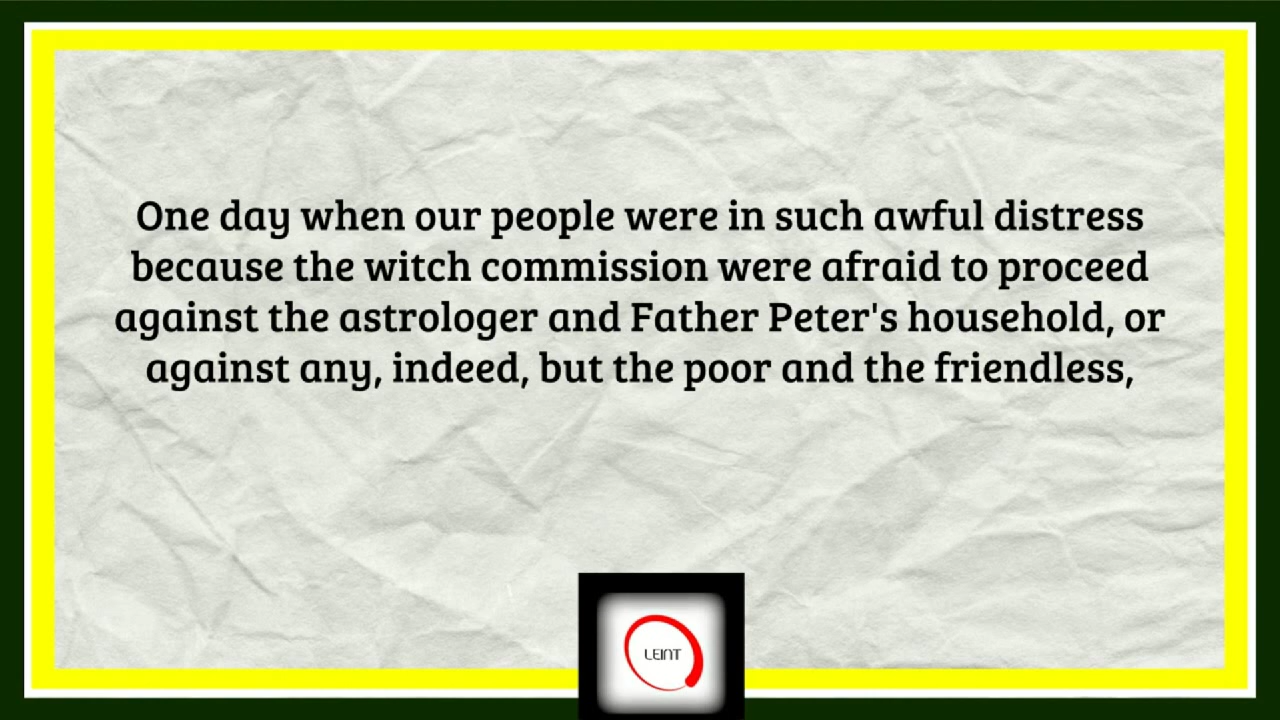 One day when our people were in such awful distress
because the witch commission were afraid to proceed
against the astrologer and Father Peter's household, or
against any, indeed, but the poor and the friendless,
LEINT